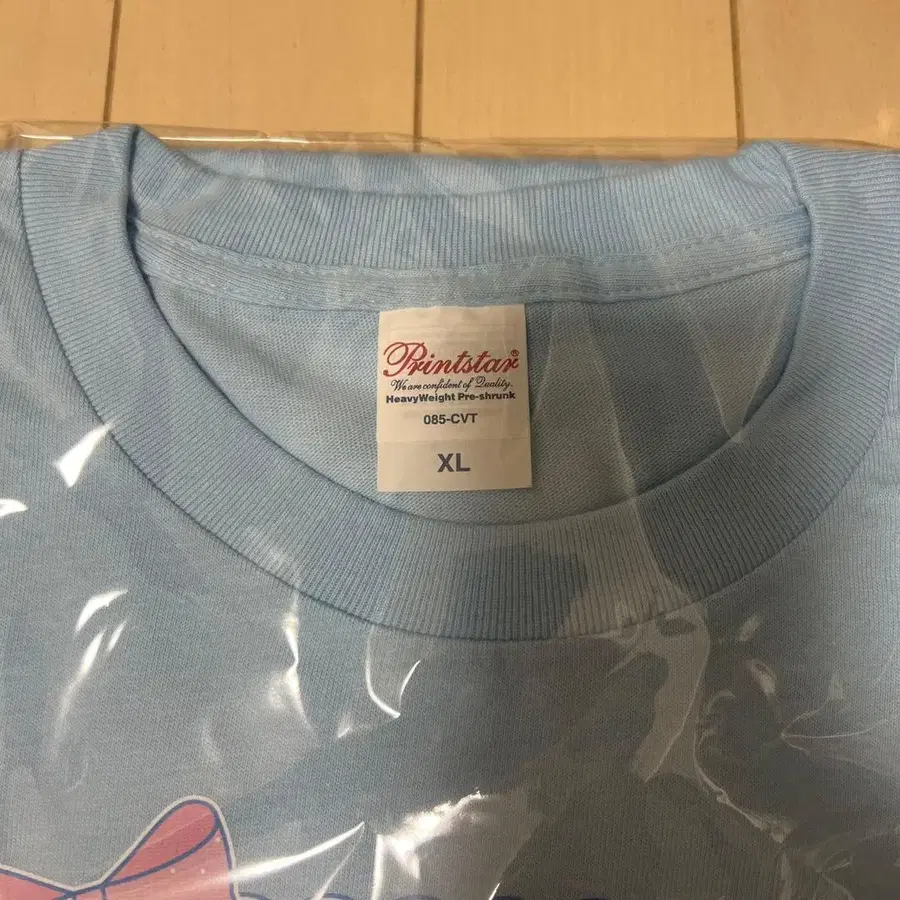 Printstar®
We are confident of Quality.
HeavyWeight Pre-shrunk
085-CVT
XL